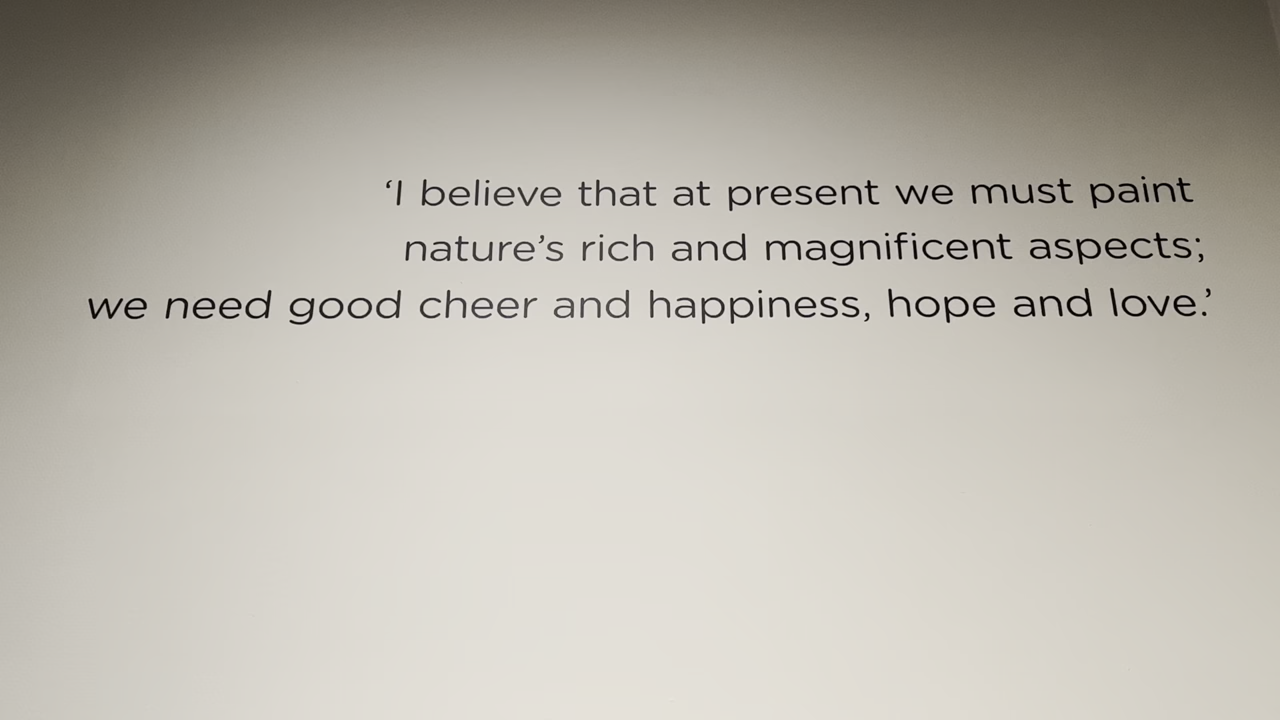 ‘I believe that at present we must paint
nature’s rich and magnificent aspects;
we need good cheer and happiness, hope and love.’